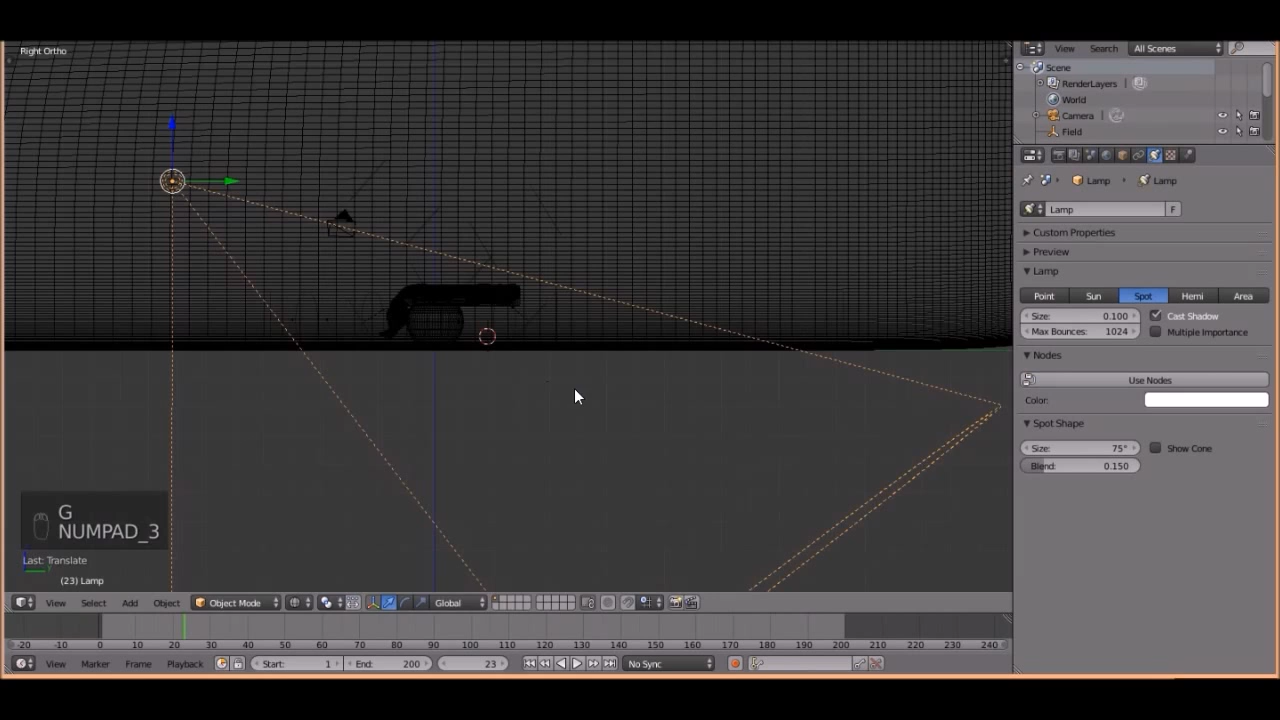 Right Ortho
View Search All Scenes
Scene
RenderLayers
World
Camera
Field
Lamp Lamp
Lamp F
Custom Properties
Preview
Lamp
Point Sun Spot Hemi Area
Size: 0.100 Cast Shadow
Max Bounces: 1024 Multiple Importance
Nodes
Use Nodes
Color:
Spot Shape
Size: 75° Show Cone
Blend: 0.150
G
NUMPAD_3
Last: Translate
(23) Lamp
View Select Add Object Object Mode Global
-20 -10 0 10 20 30 40 50 60 70 80 90 100 110 120 130 140 150 160 170 180 190 200 210 220 230 240
View Marker Frame Playback Start: 1 End: 200 23 No Sync